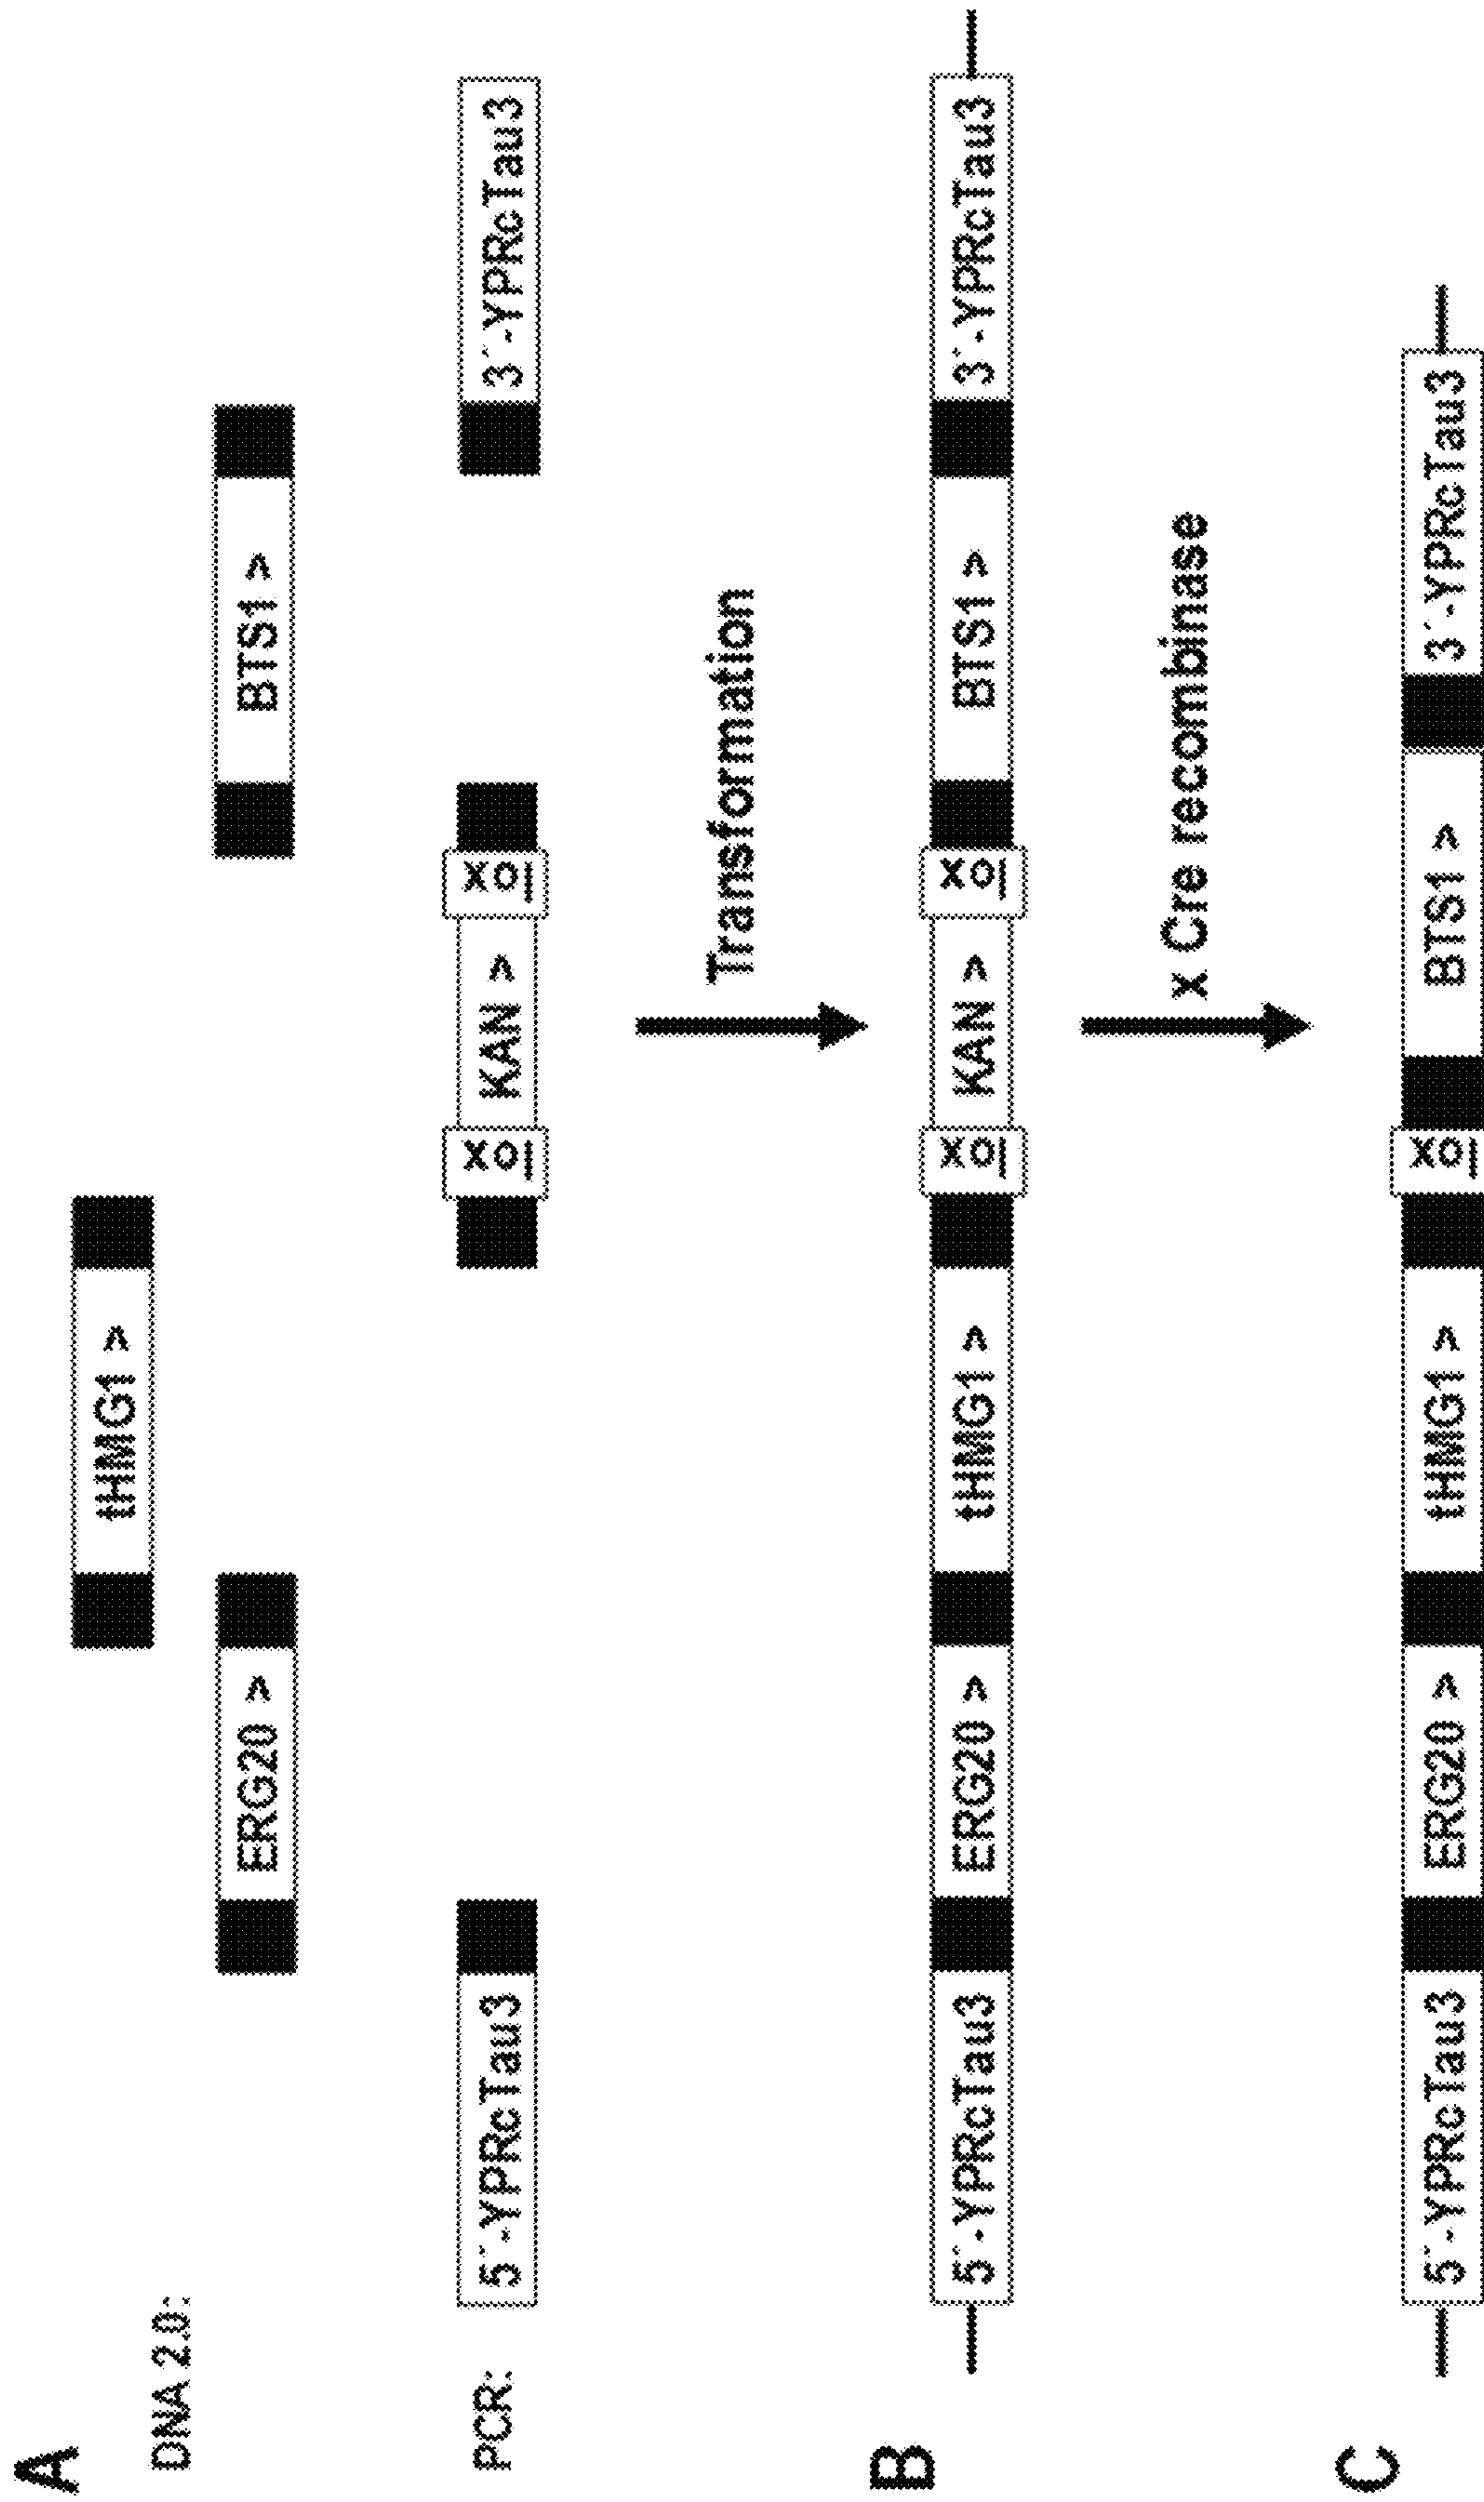 A
DNA 2.0:
tHMG1 >
ERG20 >
BTS1 >
PCR:
5´-YPRcTau3
lox
KAN >
lox
3´-YPRcTau3
Transformation
B
5´-YPRcTau3
ERG20 >
tHMG1 >
lox
KAN >
lox
BTS1 >
3´-YPRcTau3
x Cre recombinase
C
5´-YPRcTau3
ERG20 >
tHMG1 >
lox
BTS1 >
3´-YPRcTau3